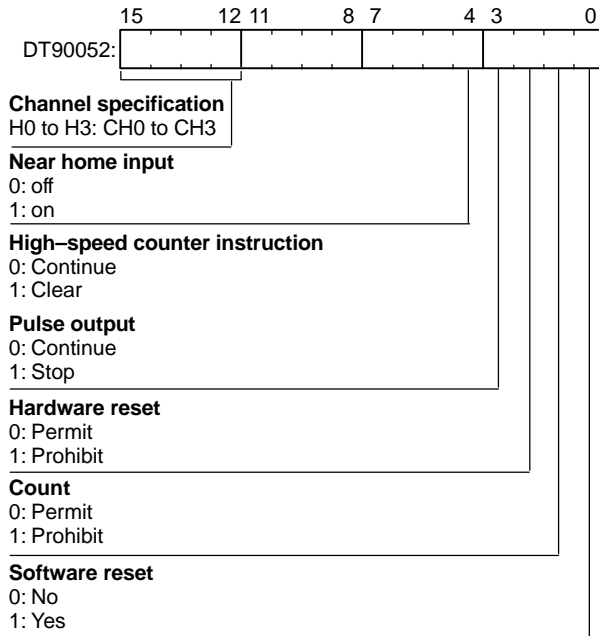 15 12 11 8 7 4 3 0
DT90052:
Channel specification
H0 to H3: CH0 to CH3
Near home input
0: off
1: on
High–speed counter instruction
0: Continue
1: Clear
Pulse output
0: Continue
1: Stop
Hardware reset
0: Permit
1: Prohibit
Count
0: Permit
1: Prohibit
Software reset
0: No
1: Yes